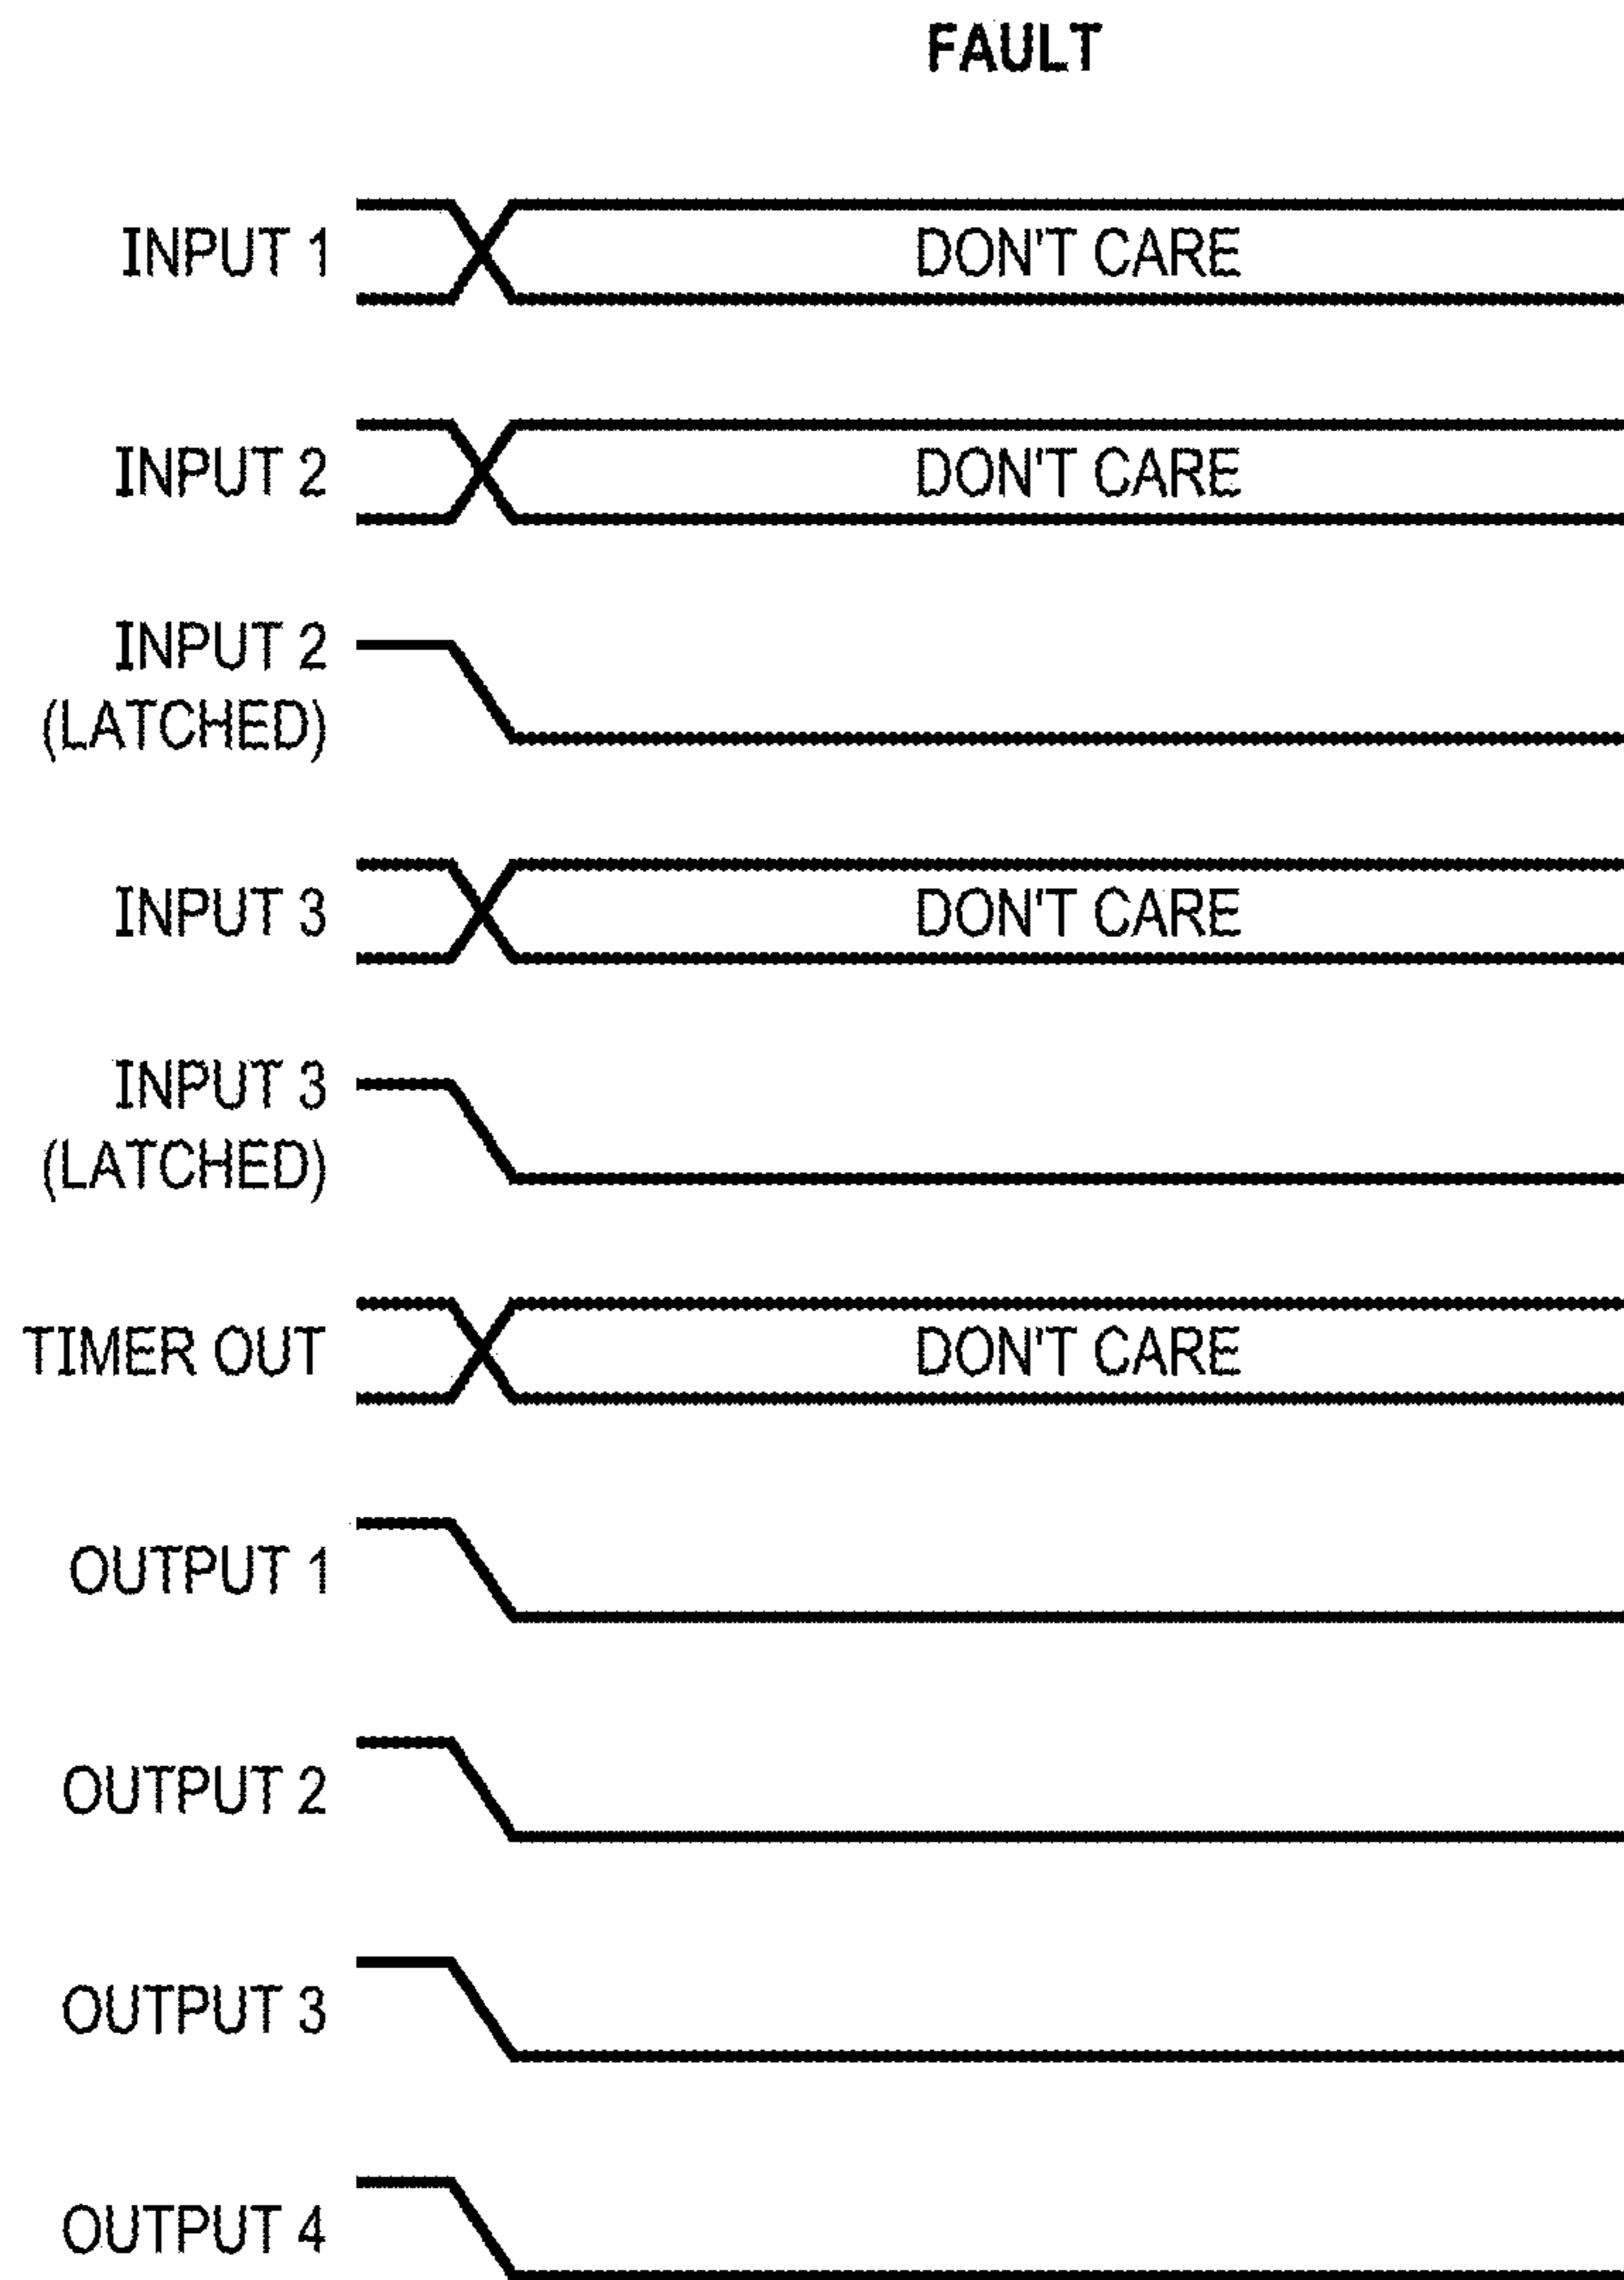 FAULT
INPUT 1
DON'T CARE
INPUT 2
DON'T CARE
INPUT 2
(LATCHED)
INPUT 3
DON'T CARE
INPUT 3
(LATCHED)
TIMER OUT
DON'T CARE
OUTPUT 1
OUTPUT 2
OUTPUT 3
OUTPUT 4